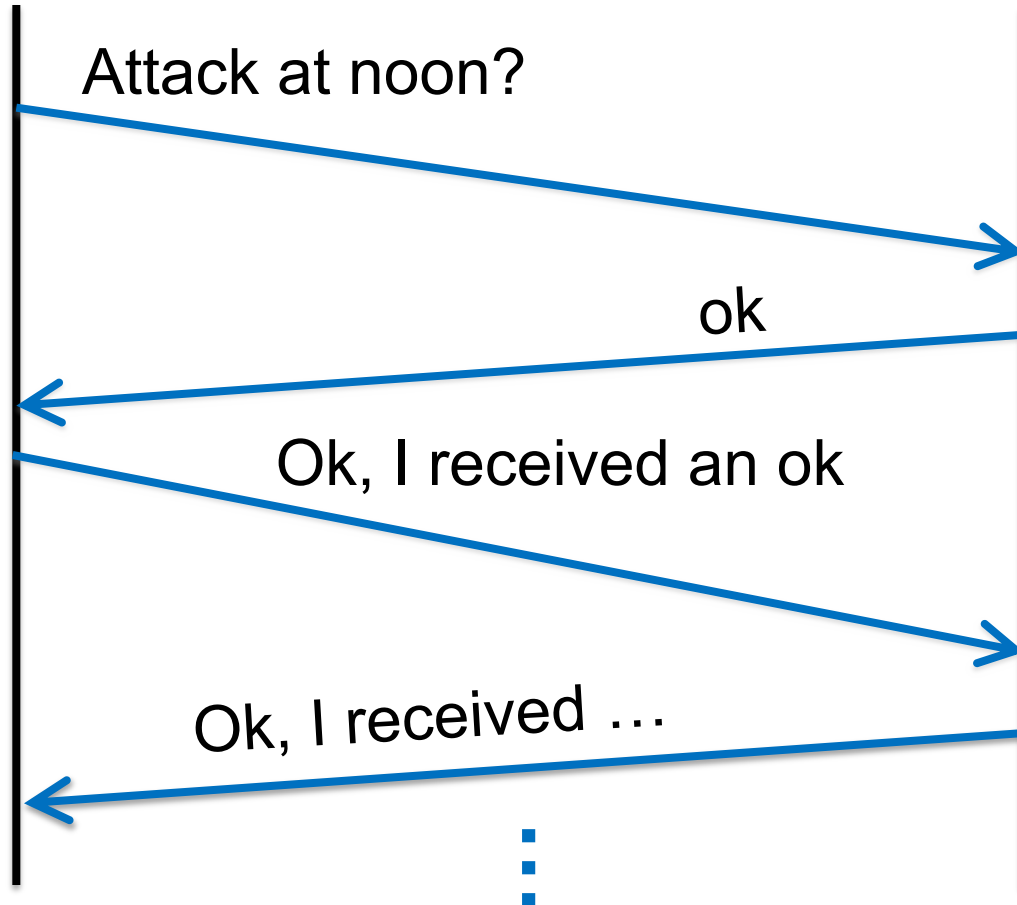 Attack at noon?
ok
Ok, I received an ok
Ok, I received …